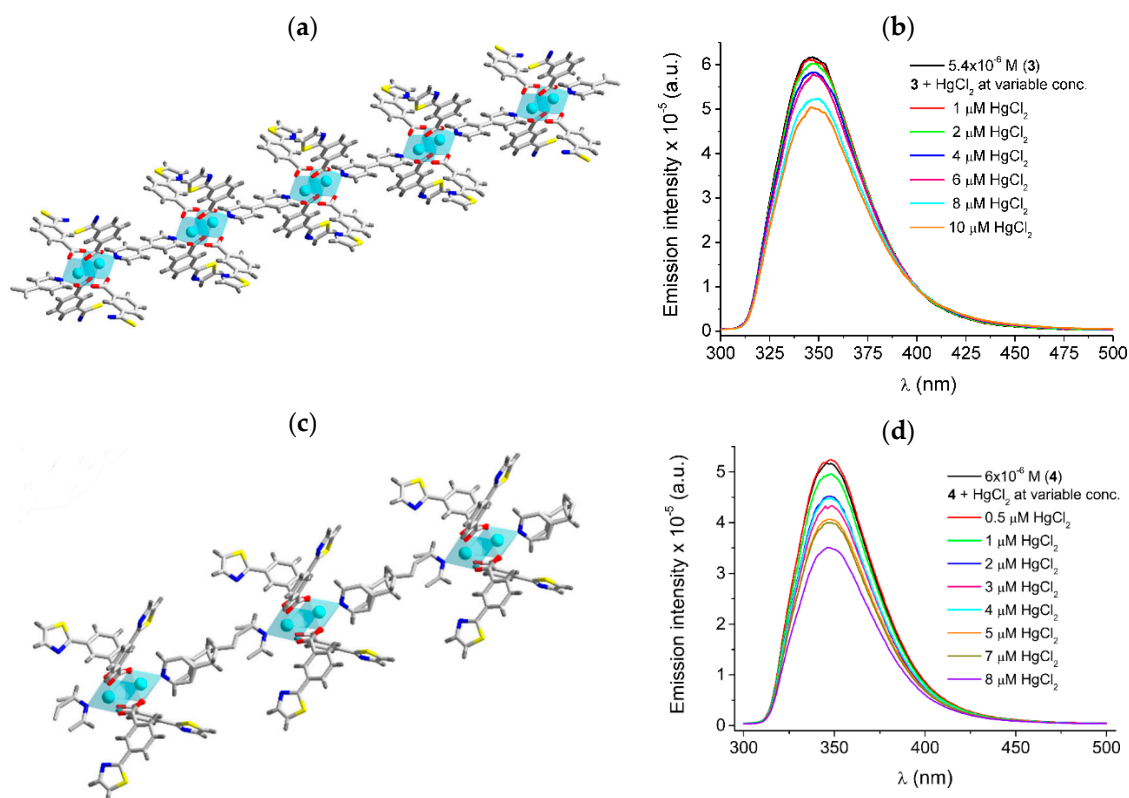 (a)
(b)
Emission intensity x 10⁻⁵ (a.u.)
6
5
4
3
2
1
0
5.4x10⁻⁶ M (3)
3 + HgCl₂ at variable conc.
1 μM HgCl₂
2 μM HgCl₂
4 μM HgCl₂
6 μM HgCl₂
8 μM HgCl₂
10 μM HgCl₂
300 325 350 375 400 425 450 475 500
λ (nm)
(c)
(d)
Emission intensity x 10⁻⁵ (a.u.)
5
4
3
2
1
0
6x10⁻⁶ M (4)
4 + HgCl₂ at variable conc.
0.5 μM HgCl₂
1 μM HgCl₂
2 μM HgCl₂
3 μM HgCl₂
4 μM HgCl₂
5 μM HgCl₂
7 μM HgCl₂
8 μM HgCl₂
300 350 400 450 500
λ (nm)